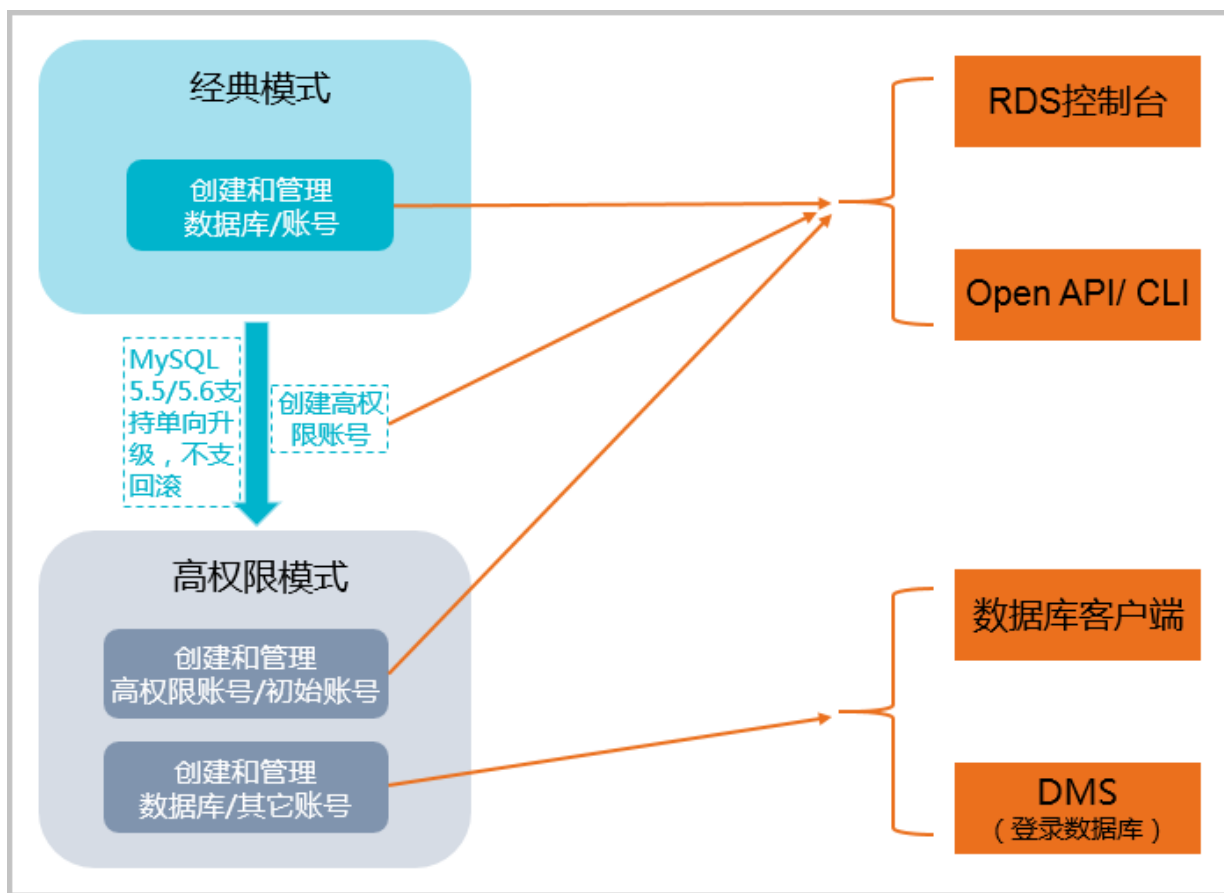 经典模式
创建和管理
数据库/账号
MySQL
5.5/5.6支
持单向升
级，不支
回滚
创建高权
限账号
高权限模式
创建和管理
高权限账号/初始账号
创建和管理
数据库/其它账号
RDS控制台
Open API/ CLI
数据库客户端
DMS
（登录数据库）